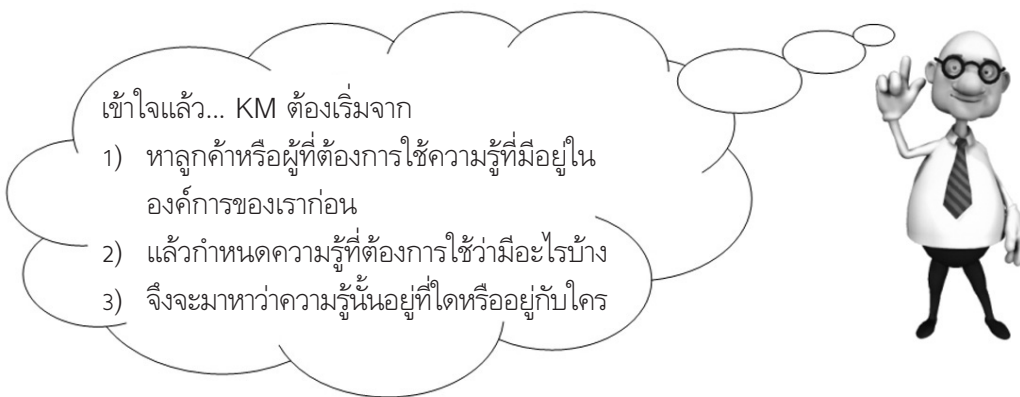 เข้าใจแล้ว... KM ต้องเริ่มจาก
1) หาลูกค้าหรือผู้ที่ต้องการใช้ความรู้ที่มีอยู่ใน
องค์การของเราก่อน
2) แล้วกำหนดความรู้ที่ต้องการใช้ว่ามีอะไรบ้าง
3) จึงจะมาหาว่าความรู้นั้นอยู่ที่ใดหรืออยู่กับใคร